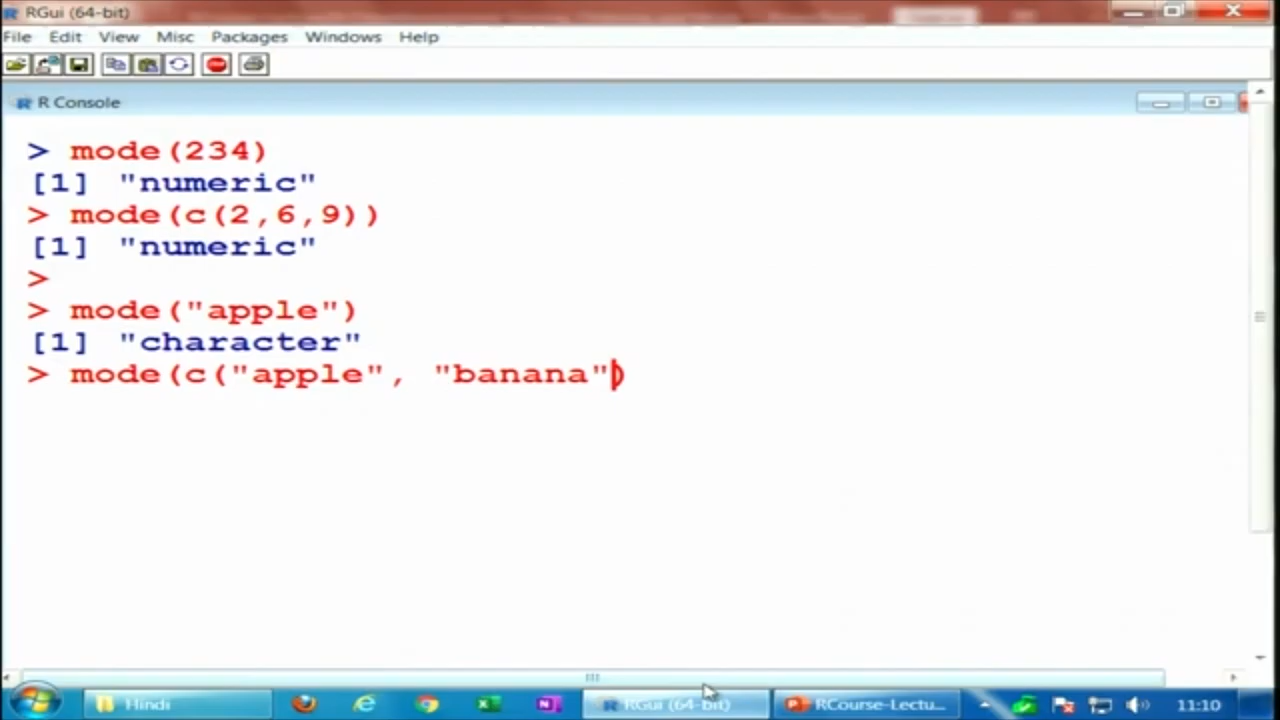 RGui (64-bit)
File Edit View Misc Packages Windows Help
STOP
R Console
> mode(234)
[1] "numeric"
> mode(c(2,6,9))
[1] "numeric"
>
> mode("apple")
[1] "character"
> mode(c("apple", "banana")
Hindi RGui (64-bit) RCourse-Lectu... 11:10